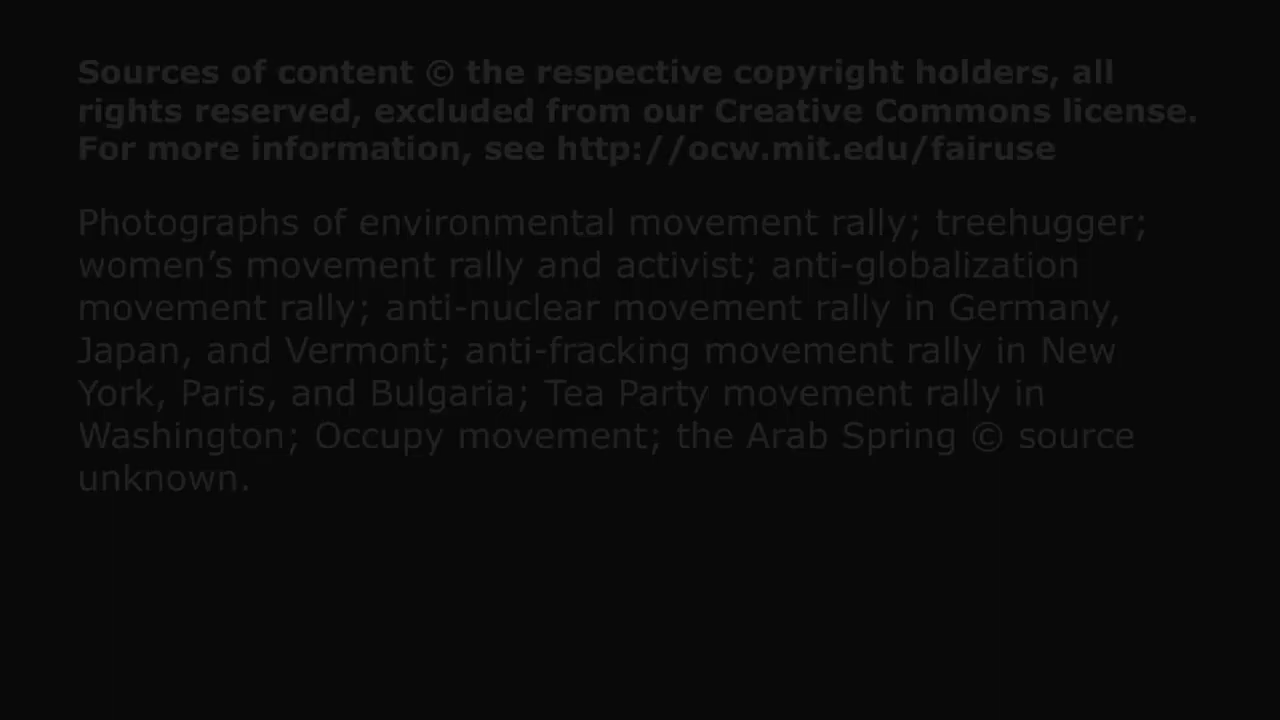 Sources of content © the respective copyright holders, all
rights reserved, excluded from our Creative Commons license.
For more information, see http://ocw.mit.edu/fairuse
Photographs of environmental movement rally; treehugger;
women’s movement rally and activist; anti-globalization
movement rally; anti-nuclear movement rally in Germany,
Japan, and Vermont; anti-fracking movement rally in New
York, Paris, and Bulgaria; Tea Party movement rally in
Washington; Occupy movement; the Arab Spring © source
unknown.